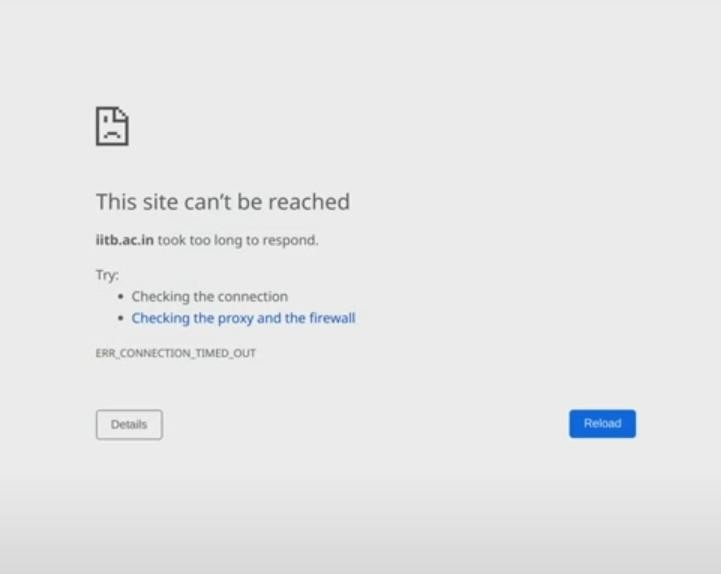 This site can't be reached
iitb.ac.in took too long to respond.
Try:
• Checking the connection
• Checking the proxy and the firewall
ERR_CONNECTION_TIMED_OUT
Details
Reload